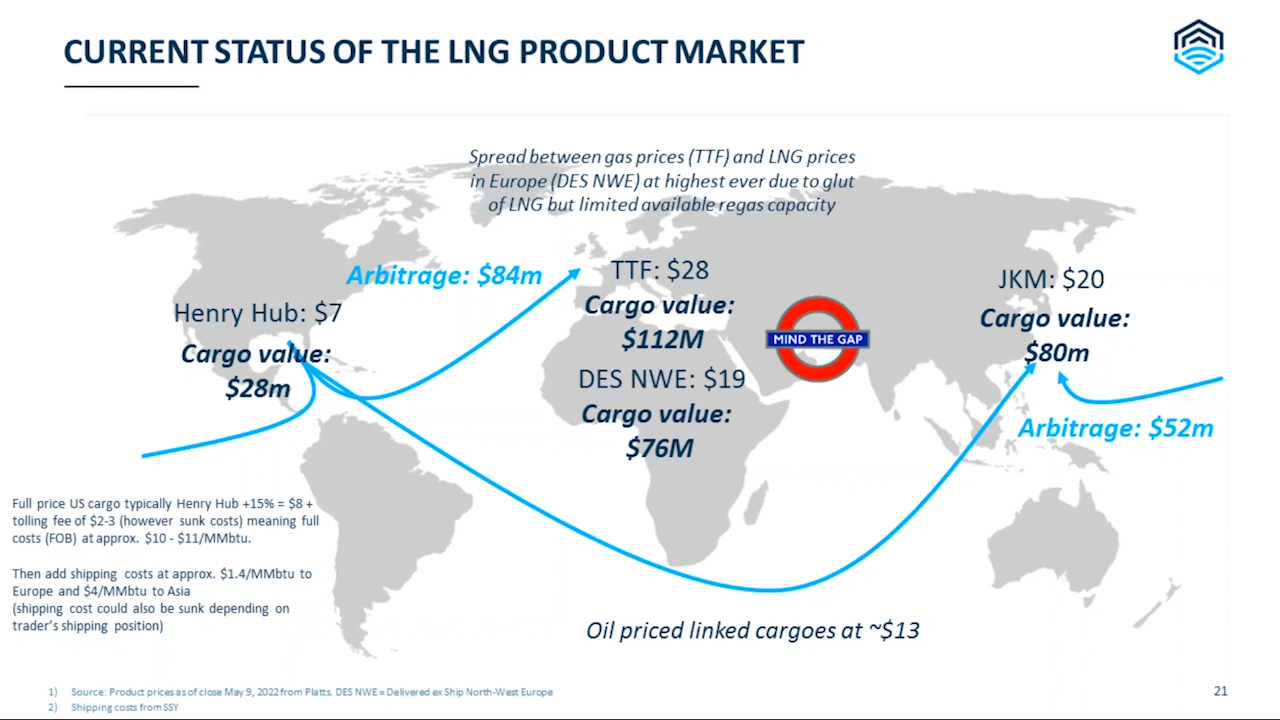 CURRENT STATUS OF THE LNG PRODUCT MARKET
Spread between gas prices (TTF) and LNG prices
in Europe (DES NWE) at highest ever due to glut
of LNG but limited available regas capacity
Arbitrage: $84m
TTF: $28
Cargo value:
$112M
DES NWE: $19
Cargo value:
$76M
MIND THE GAP
JKM: $20
Cargo value:
$80m
Arbitrage: $52m
Henry Hub: $7
Cargo value:
$28m
Full price US cargo typically Henry Hub +15% = $8 +
tolling fee of $2-3 (however sunk costs) meaning full
costs (FOB) at approx. $10 - $11/MMbtu.
Then add shipping costs at approx. $1.4/MMbtu to
Europe and $4/MMbtu to Asia
(shipping cost could also be sunk depending on
trader's shipping position)
Oil priced linked cargoes at ~$13
1) Source: Product prices as of close May 9, 2022 from Platts. DES NWE = Delivered ex Ship North-West Europe
2) Shipping costs from SSY
21